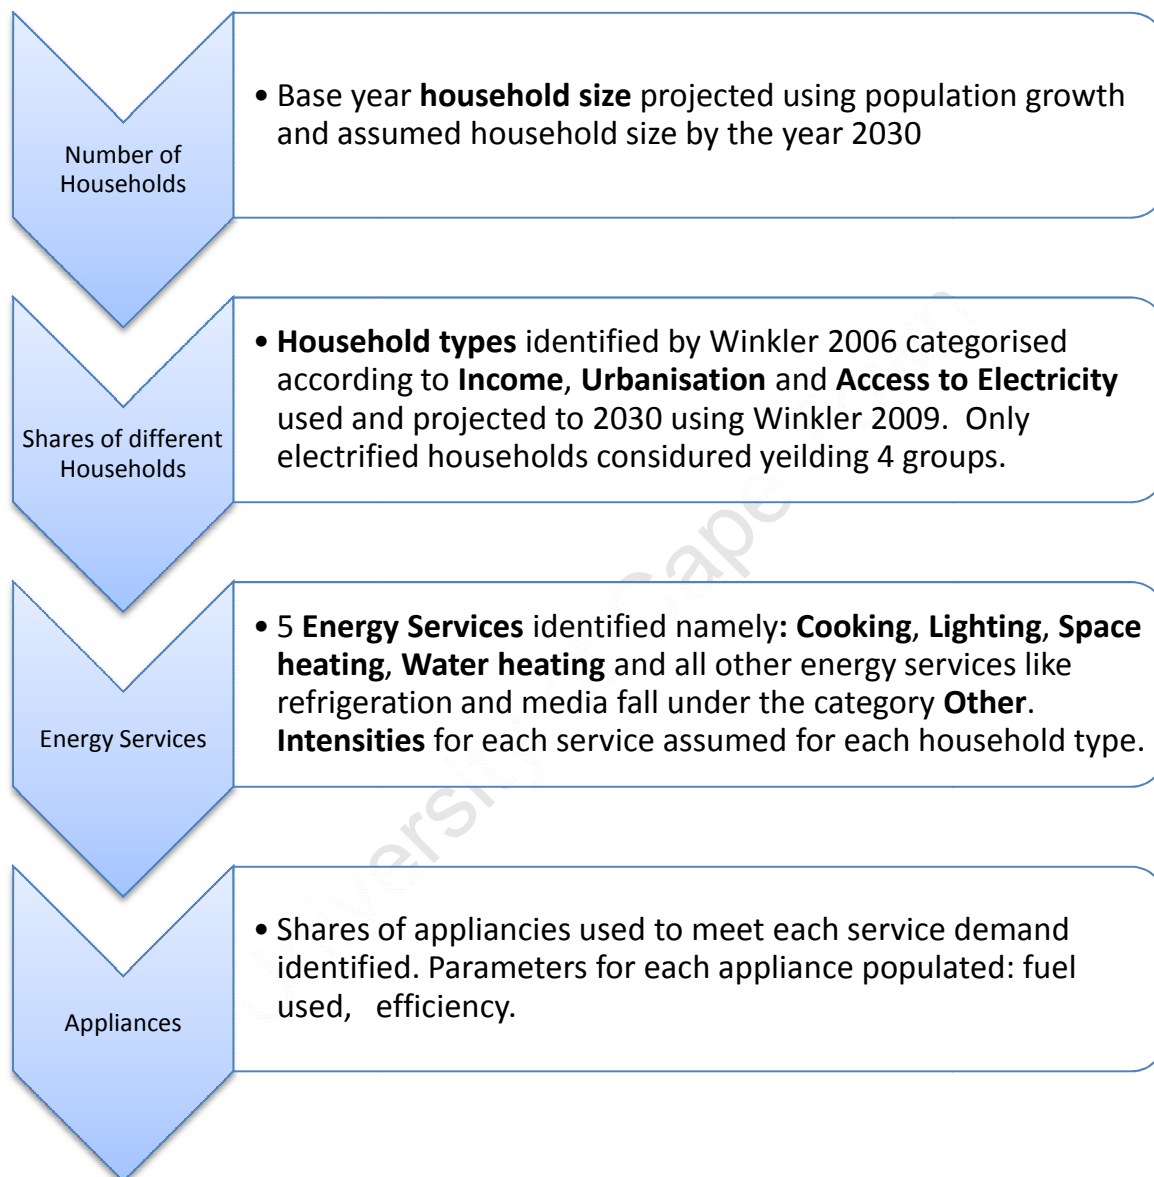 Number of
Households
• Base year household size projected using population growth
and assumed household size by the year 2030
Shares of different
Households
• Household types identified by Winkler 2006 categorised
according to Income, Urbanisation and Access to Electricity
used and projected to 2030 using Winkler 2009.  Only
electrified households considured yeilding 4 groups.
Energy Services
• 5 Energy Services identified namely: Cooking, Lighting, Space
heating, Water heating and all other energy services like
refrigeration and media fall under the category Other.
Intensities for each service assumed for each household type.
Appliances
• Shares of appliancies used to meet each service demand
identified. Parameters for each appliance populated: fuel
used,   efficiency.